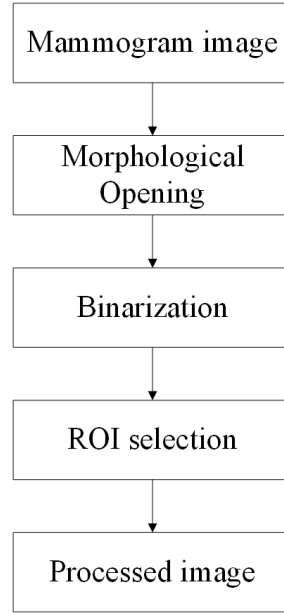 Mammogram image
Morphological
Opening
Binarization
ROI selection
Processed image